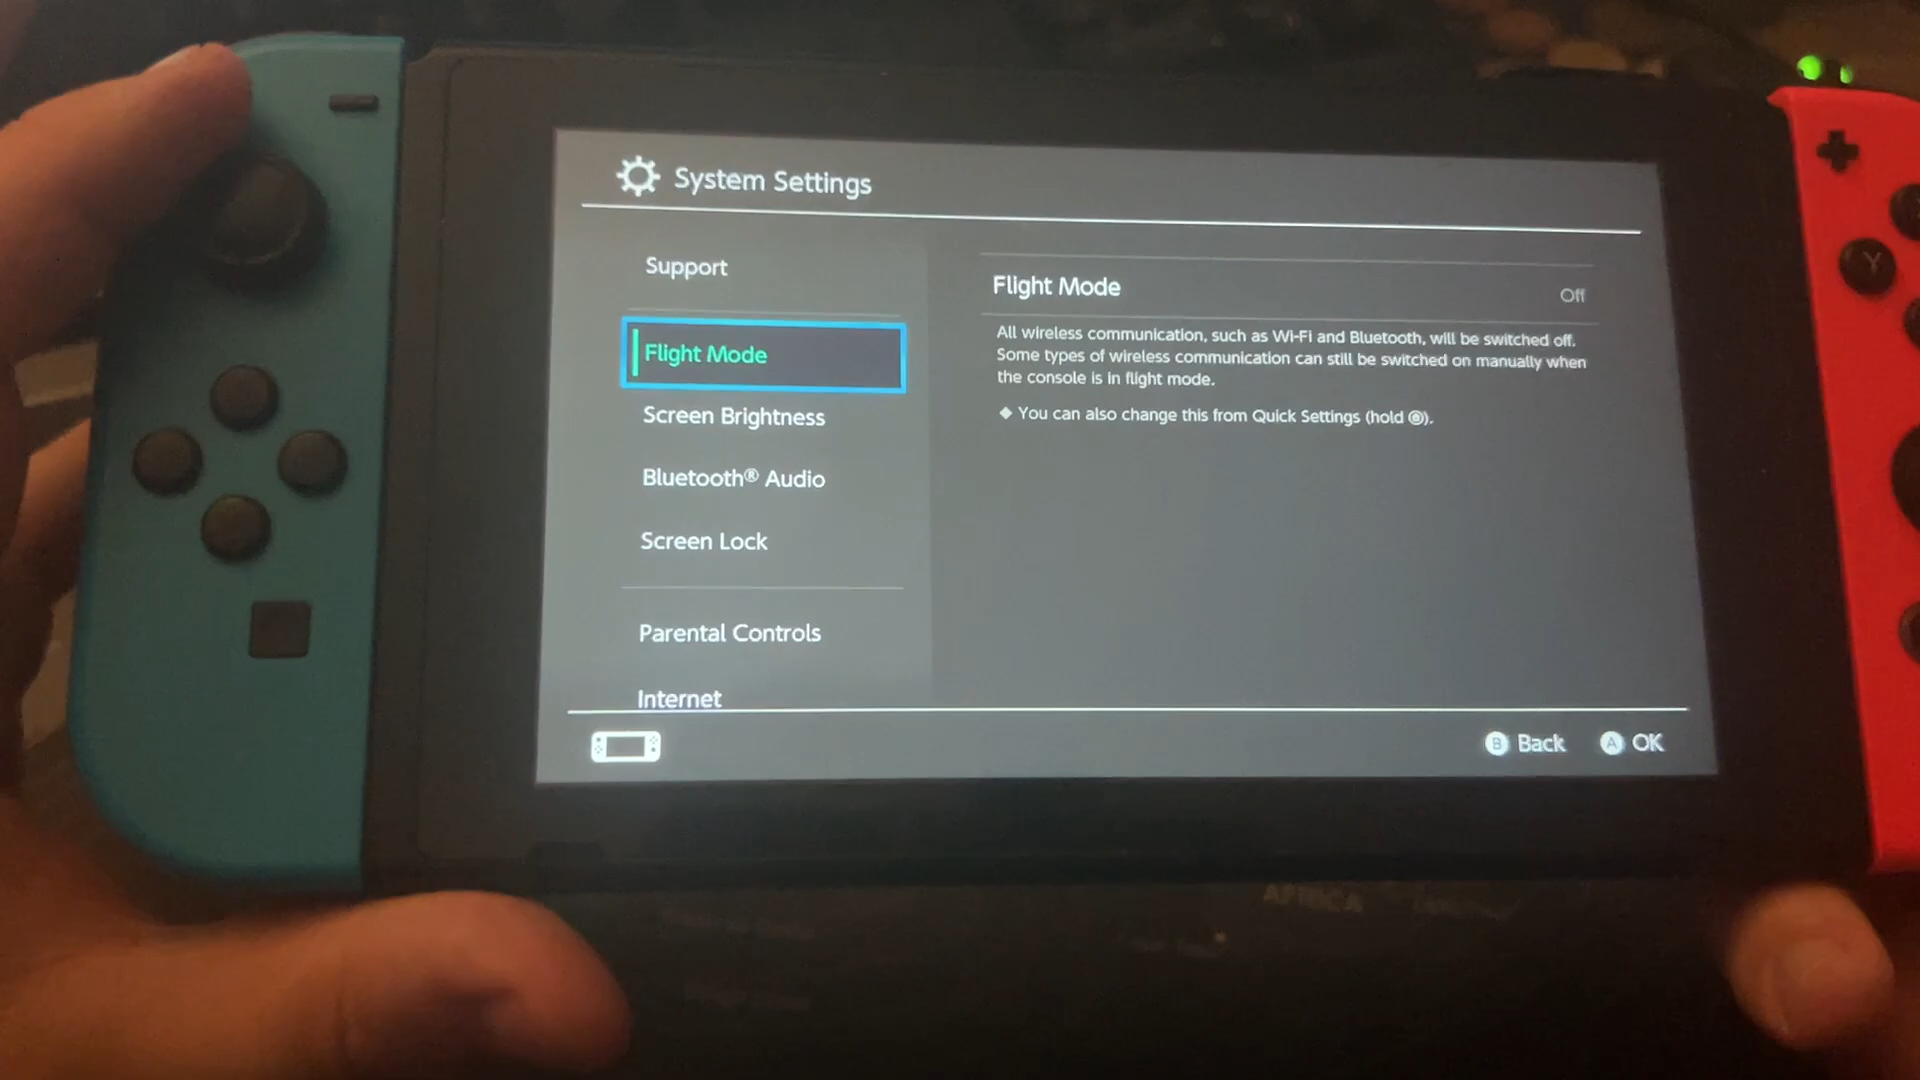 System Settings
Support
Flight Mode
Screen Brightness
Bluetooth® Audio
Screen Lock
Parental Controls
Internet
Flight Mode Off
All wireless communication, such as Wi-Fi and Bluetooth, will be switched off.
Some types of wireless communication can still be switched on manually when
the console is in flight mode.
◆ You can also change this from Quick Settings (hold ).
B Back A OK
Y